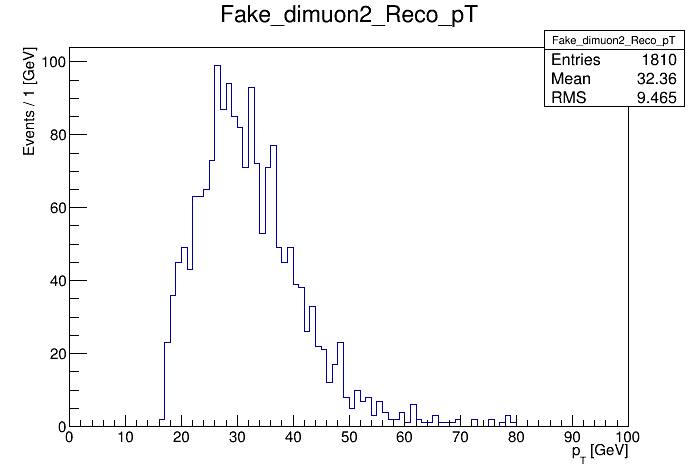 Fake_dimuon2_Reco_pT
Fake_dimuon2_Reco_pT
Entries 1810
Mean 32.36
RMS 9.465
Events / 1 [GeV]
100
80
60
40
20
0
0 10 20 30 40 50 60 70 80 90 100
p_T [GeV]